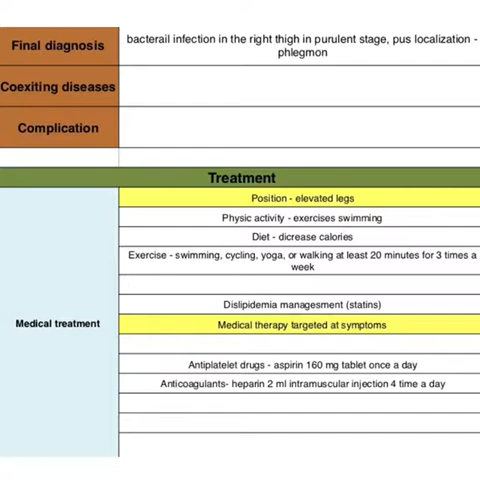 Final diagnosis
bacterail infection in the right thigh in purulent stage, pus localization -
phlegmon
Coexiting diseases
Complication
Treatment
Position - elevated legs
Physic activity - exercises swimming
Diet - dicrease calories
Exercise - swimming, cycling, yoga, or walking at least 20 minutes for 3 times a
week
Dislipidemia managesment (statins)
Medical treatment
Medical therapy targeted at symptoms
Antiplatelet drugs - aspirin 160 mg tablet once a day
Anticoagulants- heparin 2 ml intramuscular injection 4 time a day